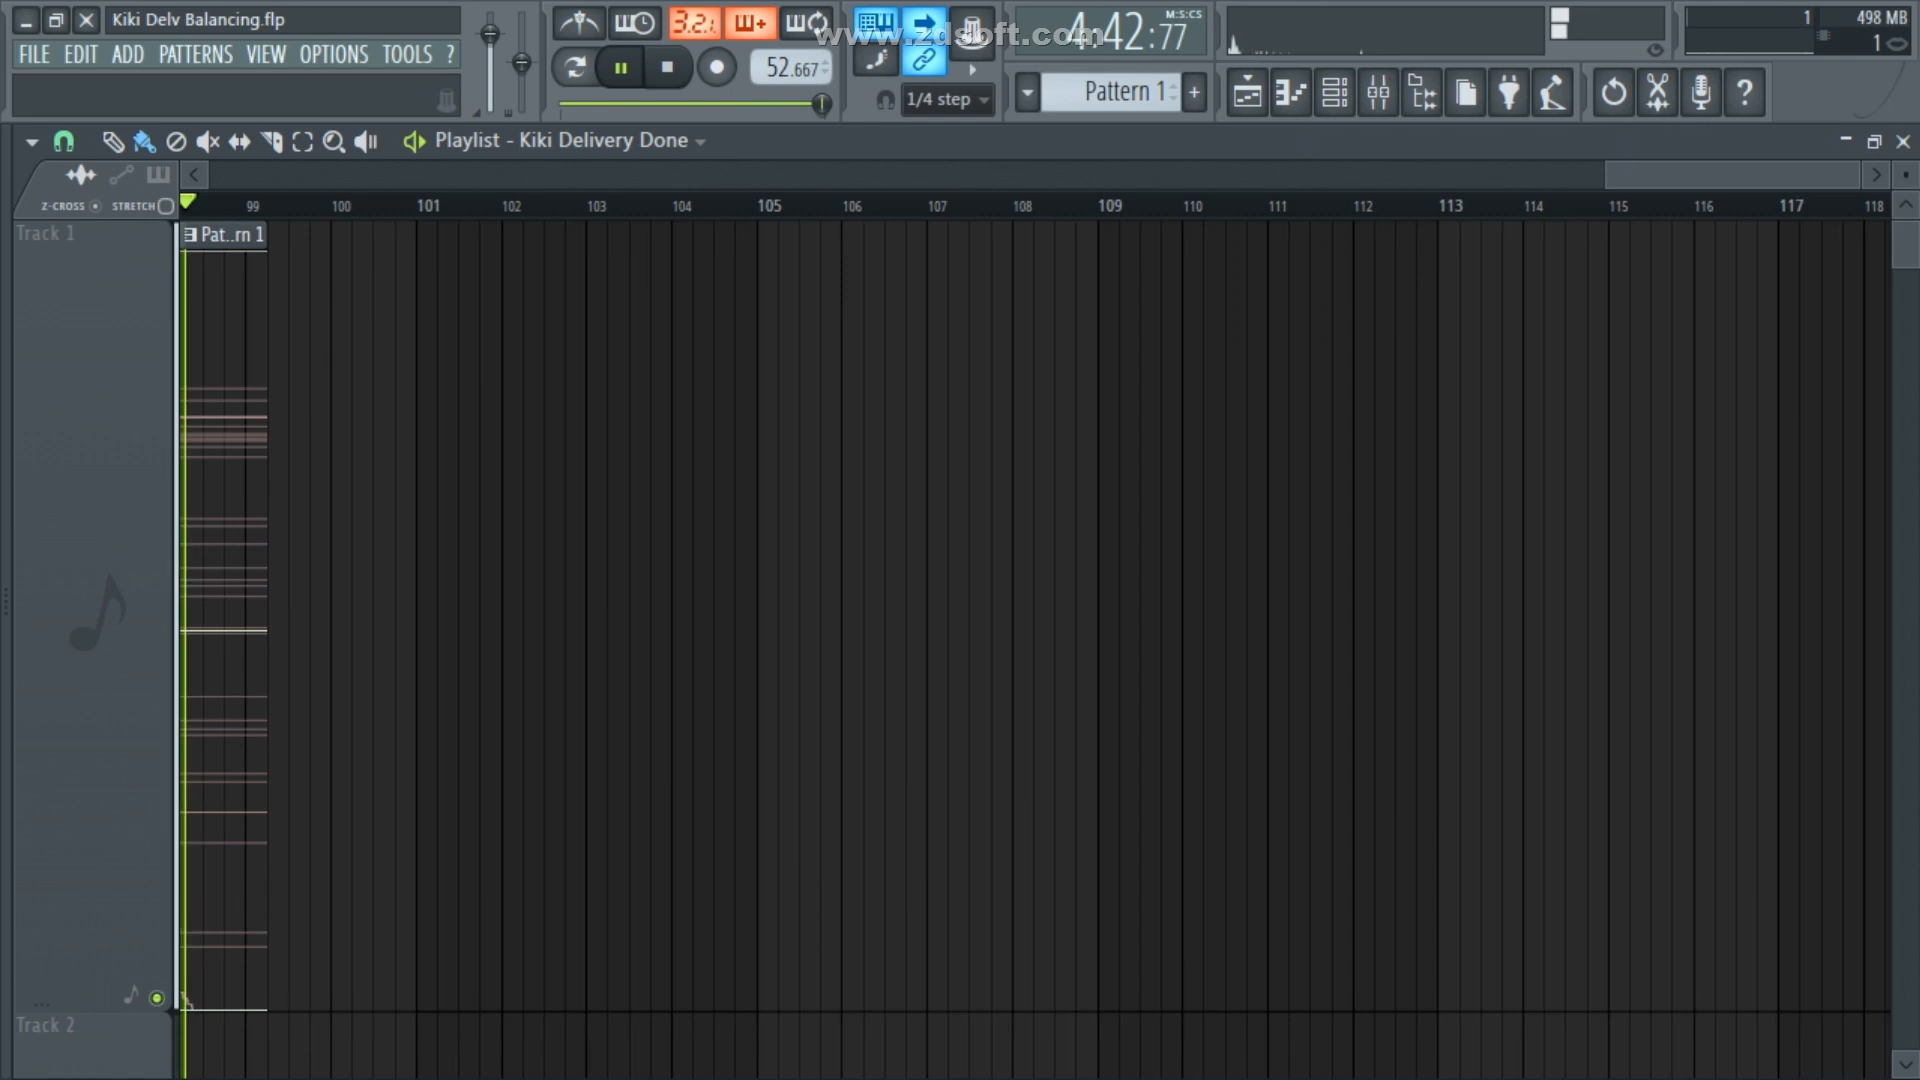 Kiki Delv Balancing.flp
FILE EDIT ADD PATTERNS VIEW OPTIONS TOOLS ?
3.2.1
52.667
1/4 step
www.zdsoft.com
4:42:77
M:S:CS
Pattern 1
1
498 MB
1
Playlist - Kiki Delivery Done
Z-CROSS STRETCH
99 100 101 102 103 104 105 106 107 108 109 110 111 112 113 114 115 116 117 118
Track 1
Pat..rn 1
Track 2